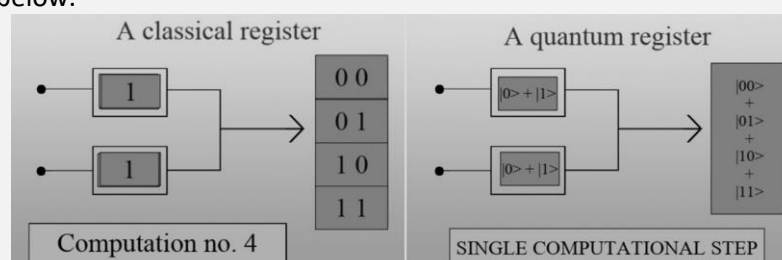 below:
A classical register
1
1
0 0
0 1
1 0
1 1
Computation no. 4
A quantum register
|0> + |1>
|0> + |1>
|00>
+
|01>
+
|10>
+
|11>
SINGLE COMPUTATIONAL STEP